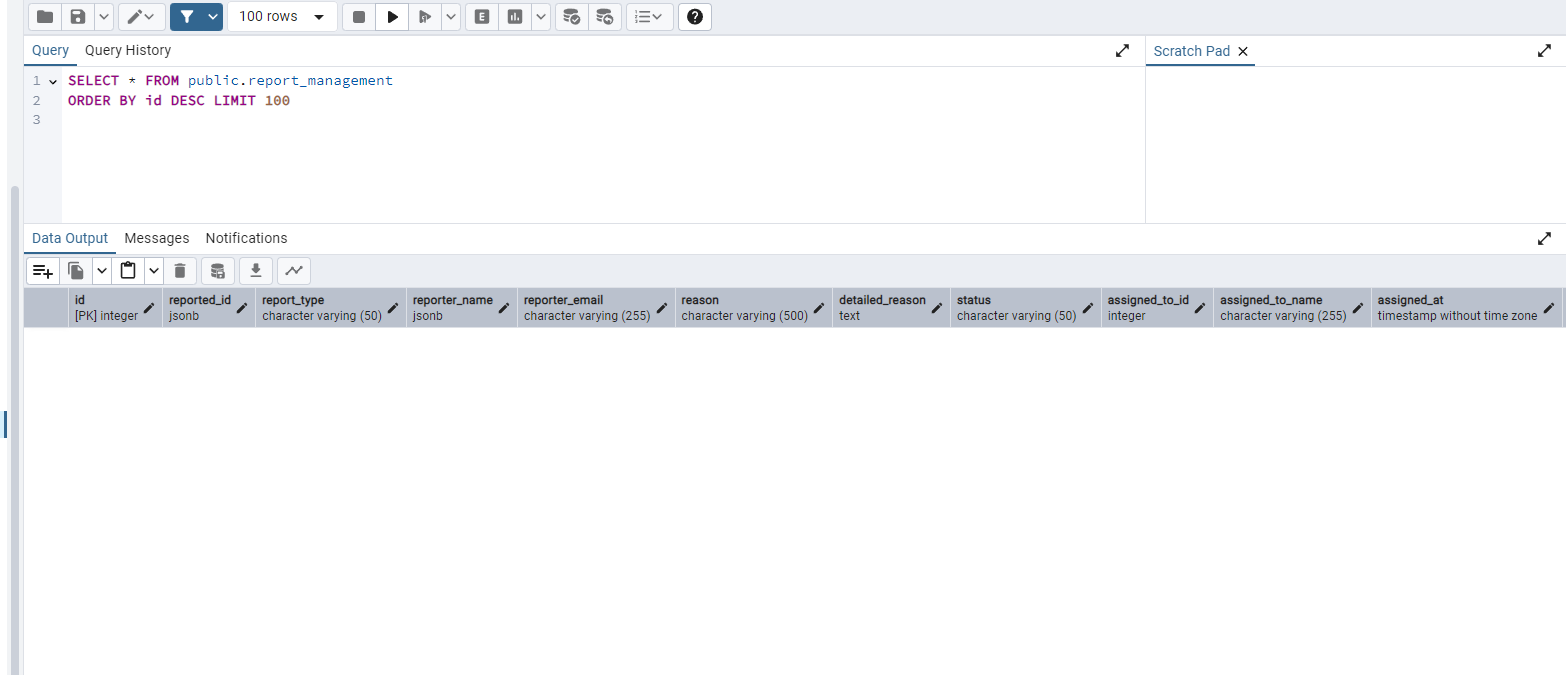 100 rows
E
Query Query History
Scratch Pad
1 SELECT * FROM public.report_management
2 ORDER BY id DESC LIMIT 100
3
Data Output Messages Notifications
id reported_id report_type reporter_name reporter_email reason detailed_reason status assigned_to_id assigned_to_name assigned_at
[PK] integer jsonb character varying (50) jsonb character varying (255) character varying (500) text character varying (50) integer character varying (255) timestamp without time zone